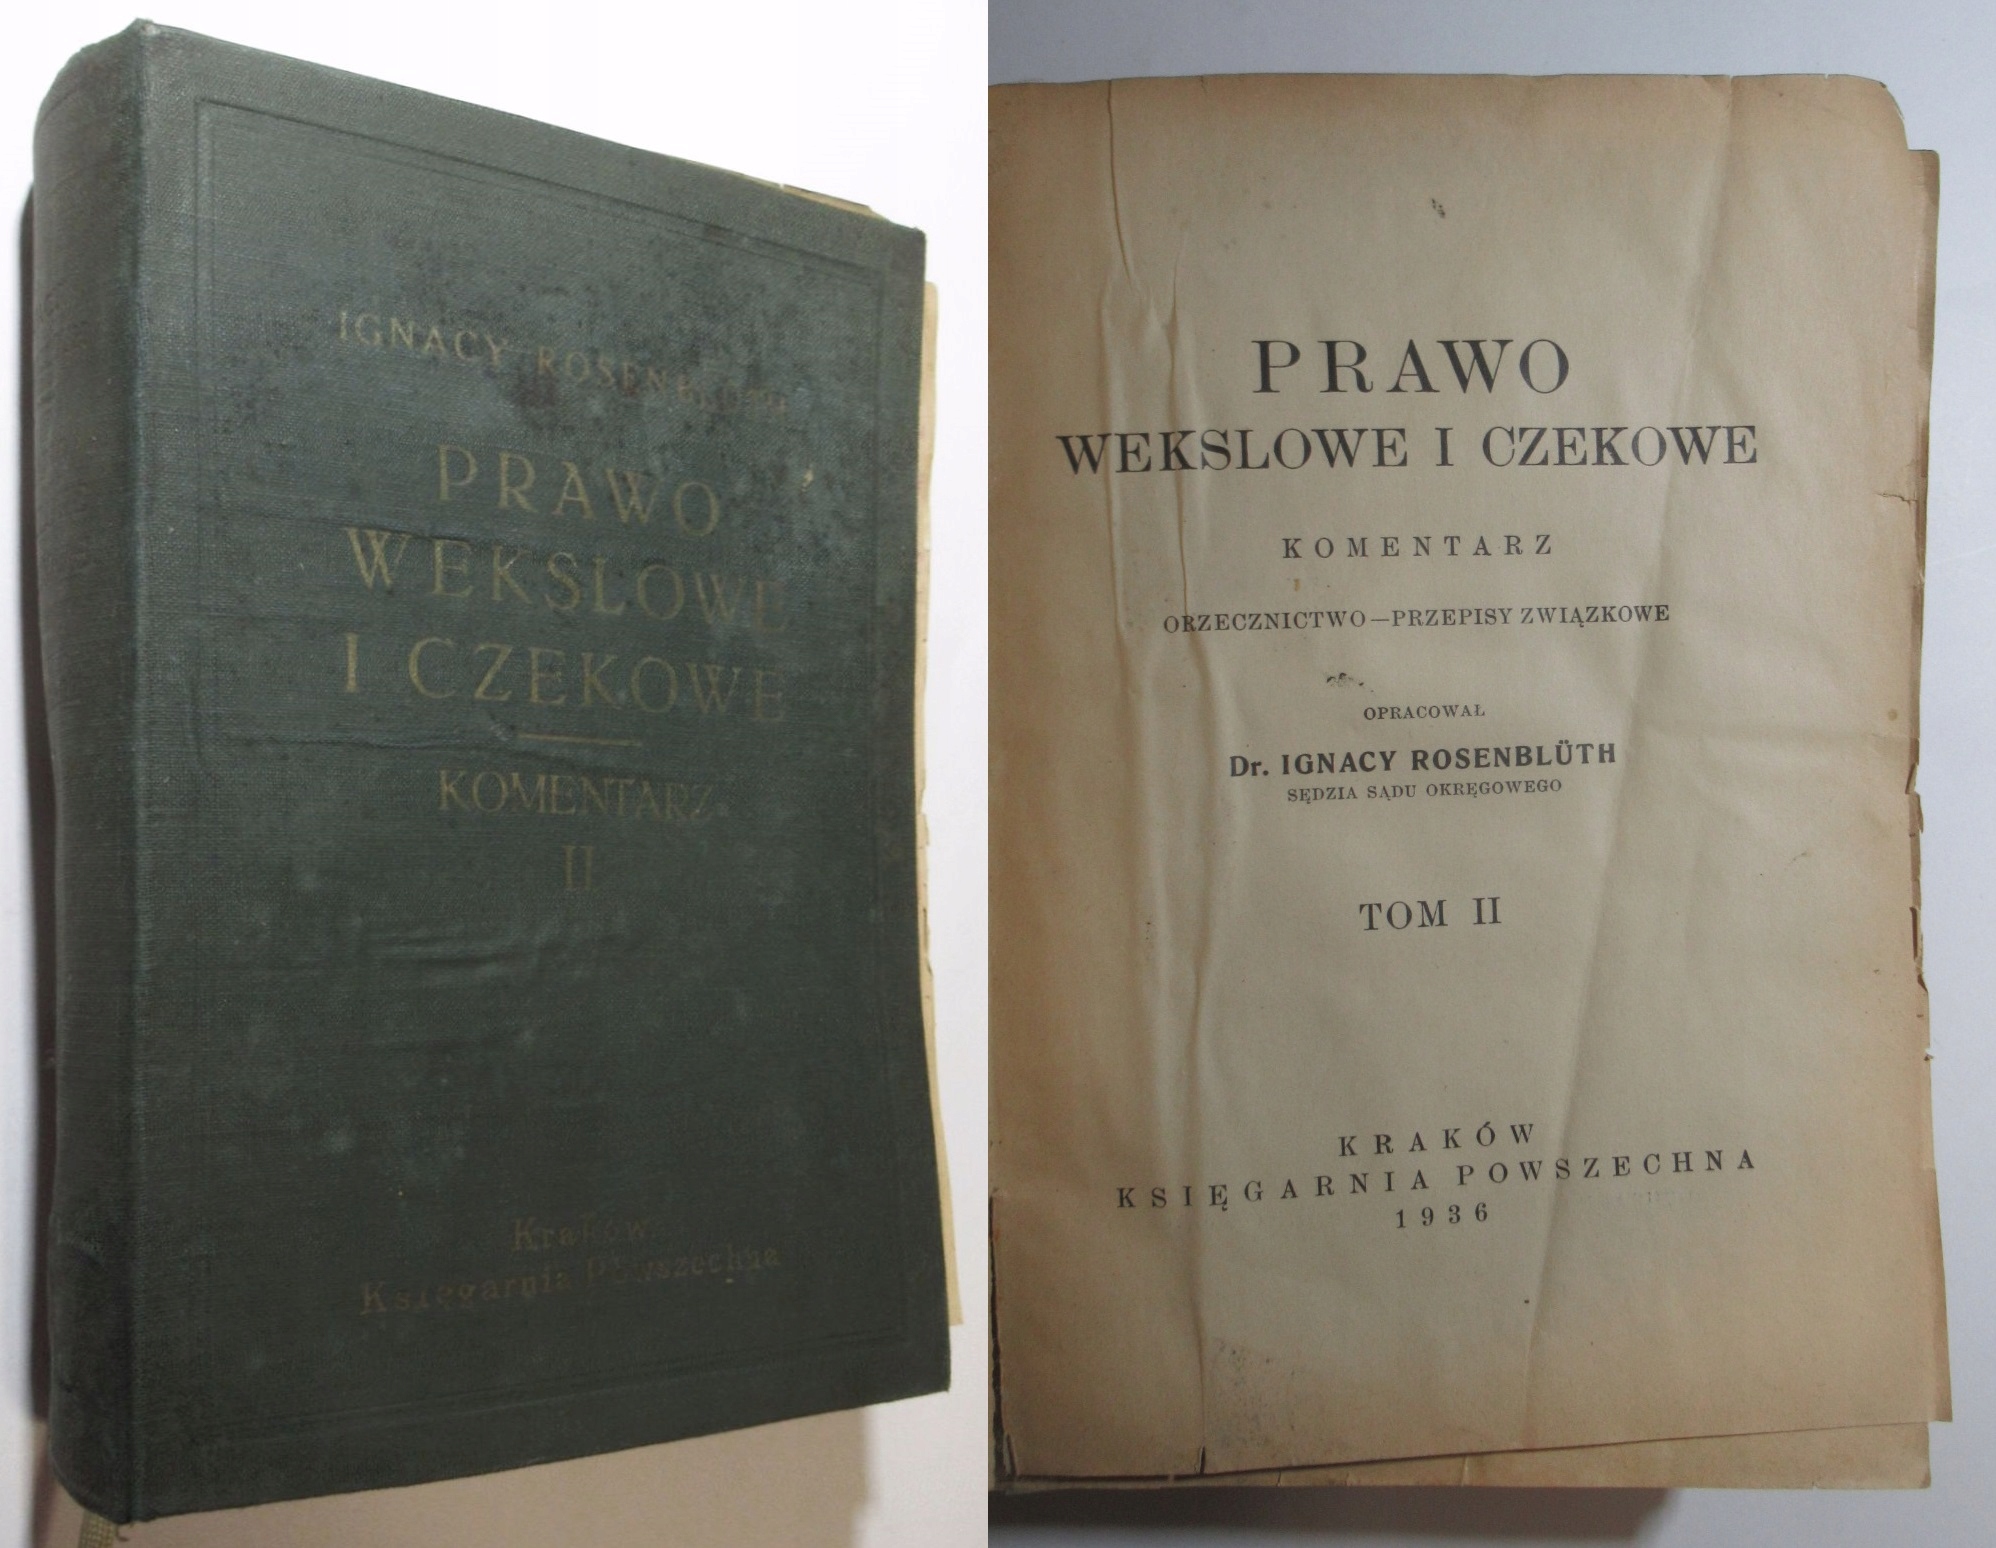 IGNACY ROSENBLÜTH
PRAWO
WEKSLOWE
I CZEKOWE
KOMENTARZ
II
Kraków
Księgarnia Powszechna
PRAWO
WEKSLOWE I CZEKOWE
KOMENTARZ
ORZECZNICTWO—PRZEPISY ZWIĄZKOWE
OPRACOWAŁ
Dr. IGNACY ROSENBLÜTH
SĘDZIA SĄDU OKRĘGOWEGO
TOM II
KRAKÓW
KSIĘGARNIA POWSZECHNA
1936